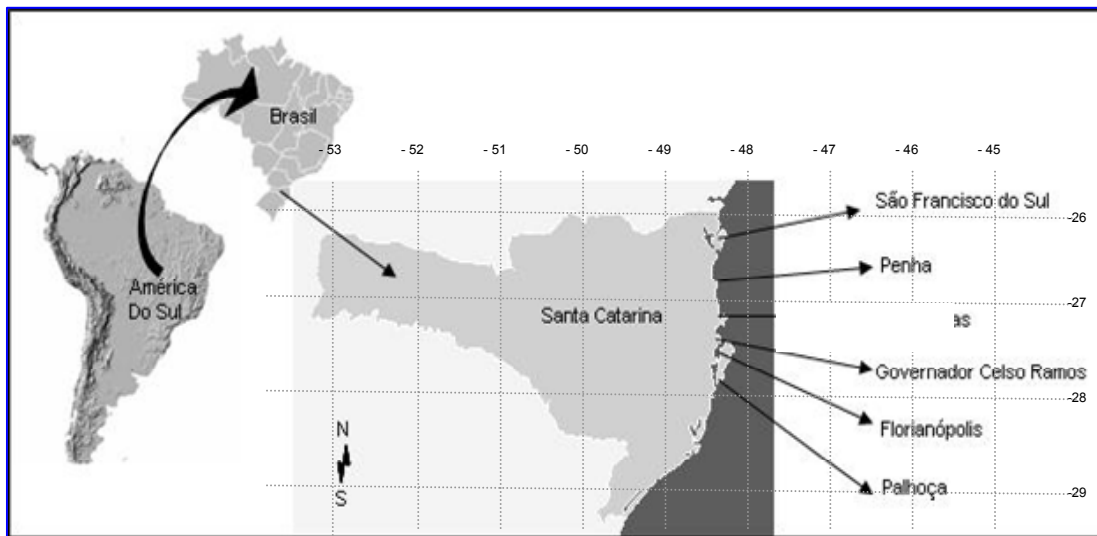 Brasil
- 53 - 52 - 51 - 50 - 49 - 48 - 47 - 46 - 45
São Francisco do Sul
-26
Penha
América
Do Sul
Santa Catarina
-27
as
Governador Celso Ramos
-28
Florianópolis
N
S
Palhoça
-29